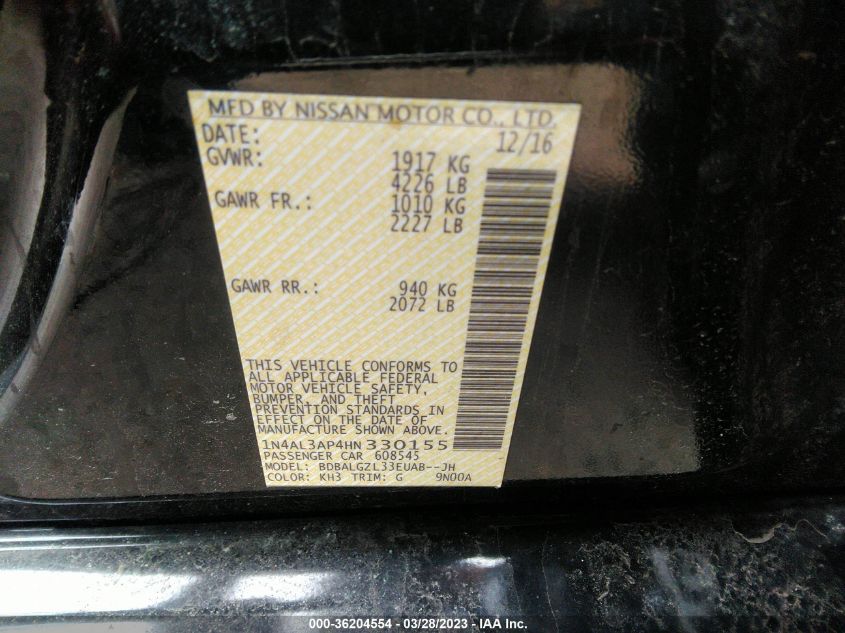 MFD BY NISSAN MOTOR CO., LTD.
DATE: 12/16
GVWR: 1917 KG
4226 LB
GAWR FR.: 1010 KG
2227 LB
GAWR RR.: 940 KG
2072 LB
THIS VEHICLE CONFORMS TO
ALL APPLICABLE FEDERAL
MOTOR VEHICLE SAFETY,
BUMPER, AND THEFT
PREVENTION STANDARDS IN
EFFECT ON THE DATE OF
MANUFACTURE SHOWN ABOVE.
1N4AL3AP4HN330155
PASSENGER CAR 608545
MODEL: BDBALGZL33EUAB--JH
COLOR: KH3 TRIM: G 9N00A
000-36204554 // 03/28/2023 // IAA Inc.